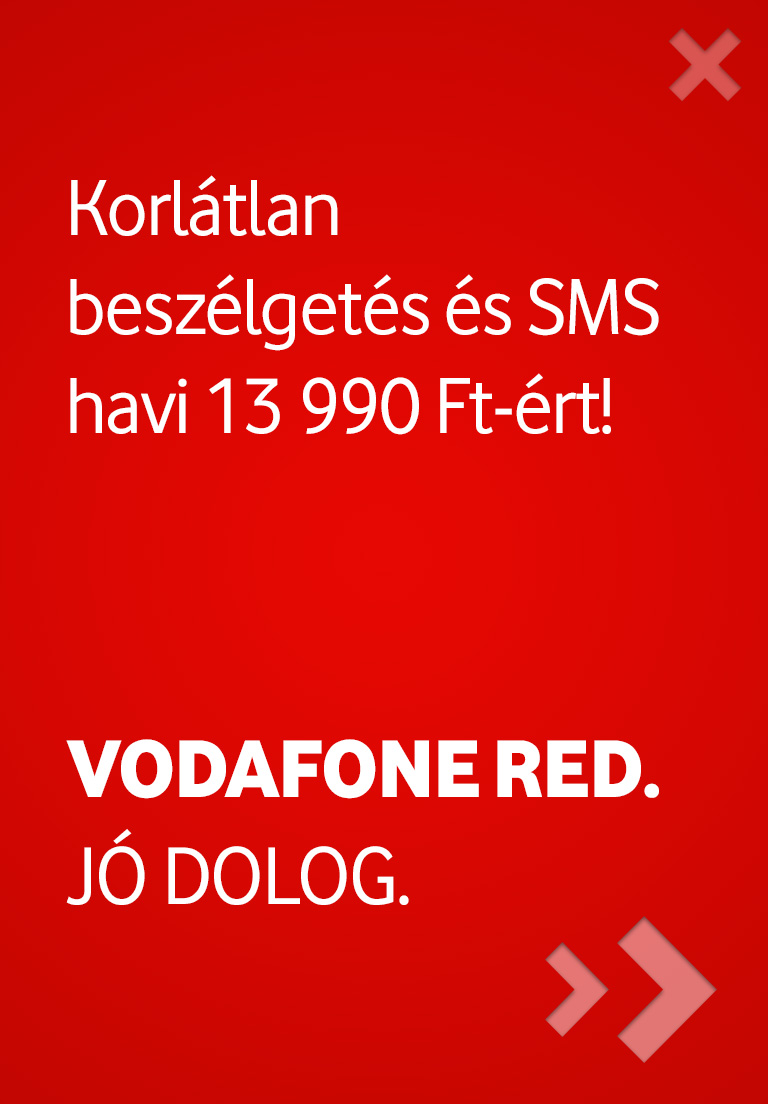 Korlátlan
beszélgetés és SMS
havi 13 990 Ft-ért!
VODAFONE RED.
JÓ DOLOG.